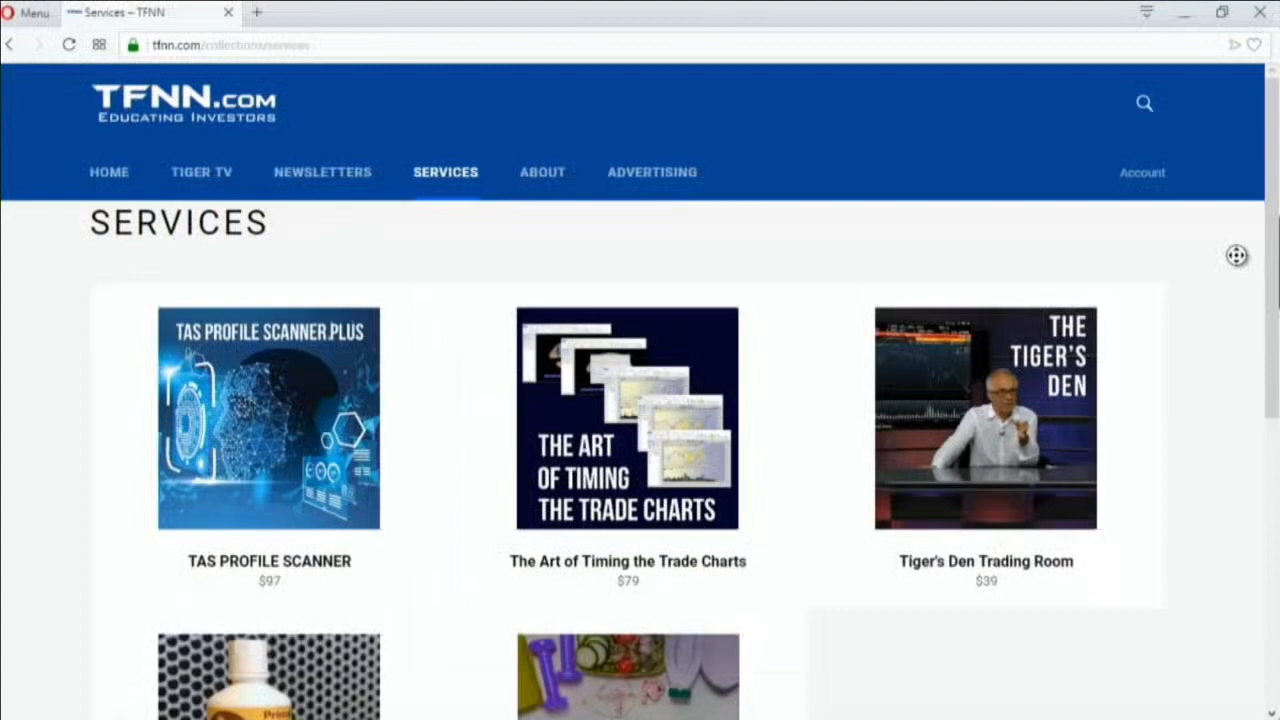 Menu
Services – TFNN
tfnn.com/collections/services
TFNN.COM
EDUCATING INVESTORS
HOME
TIGER TV
NEWSLETTERS
SERVICES
ABOUT
ADVERTISING
Account
SERVICES
TAS PROFILE SCANNER PLUS
THE ART
OF TIMING
THE TRADE CHARTS
THE
TIGER'S
DEN
TAS PROFILE SCANNER
$97
The Art of Timing the Trade Charts
$79
Tiger's Den Trading Room
$39